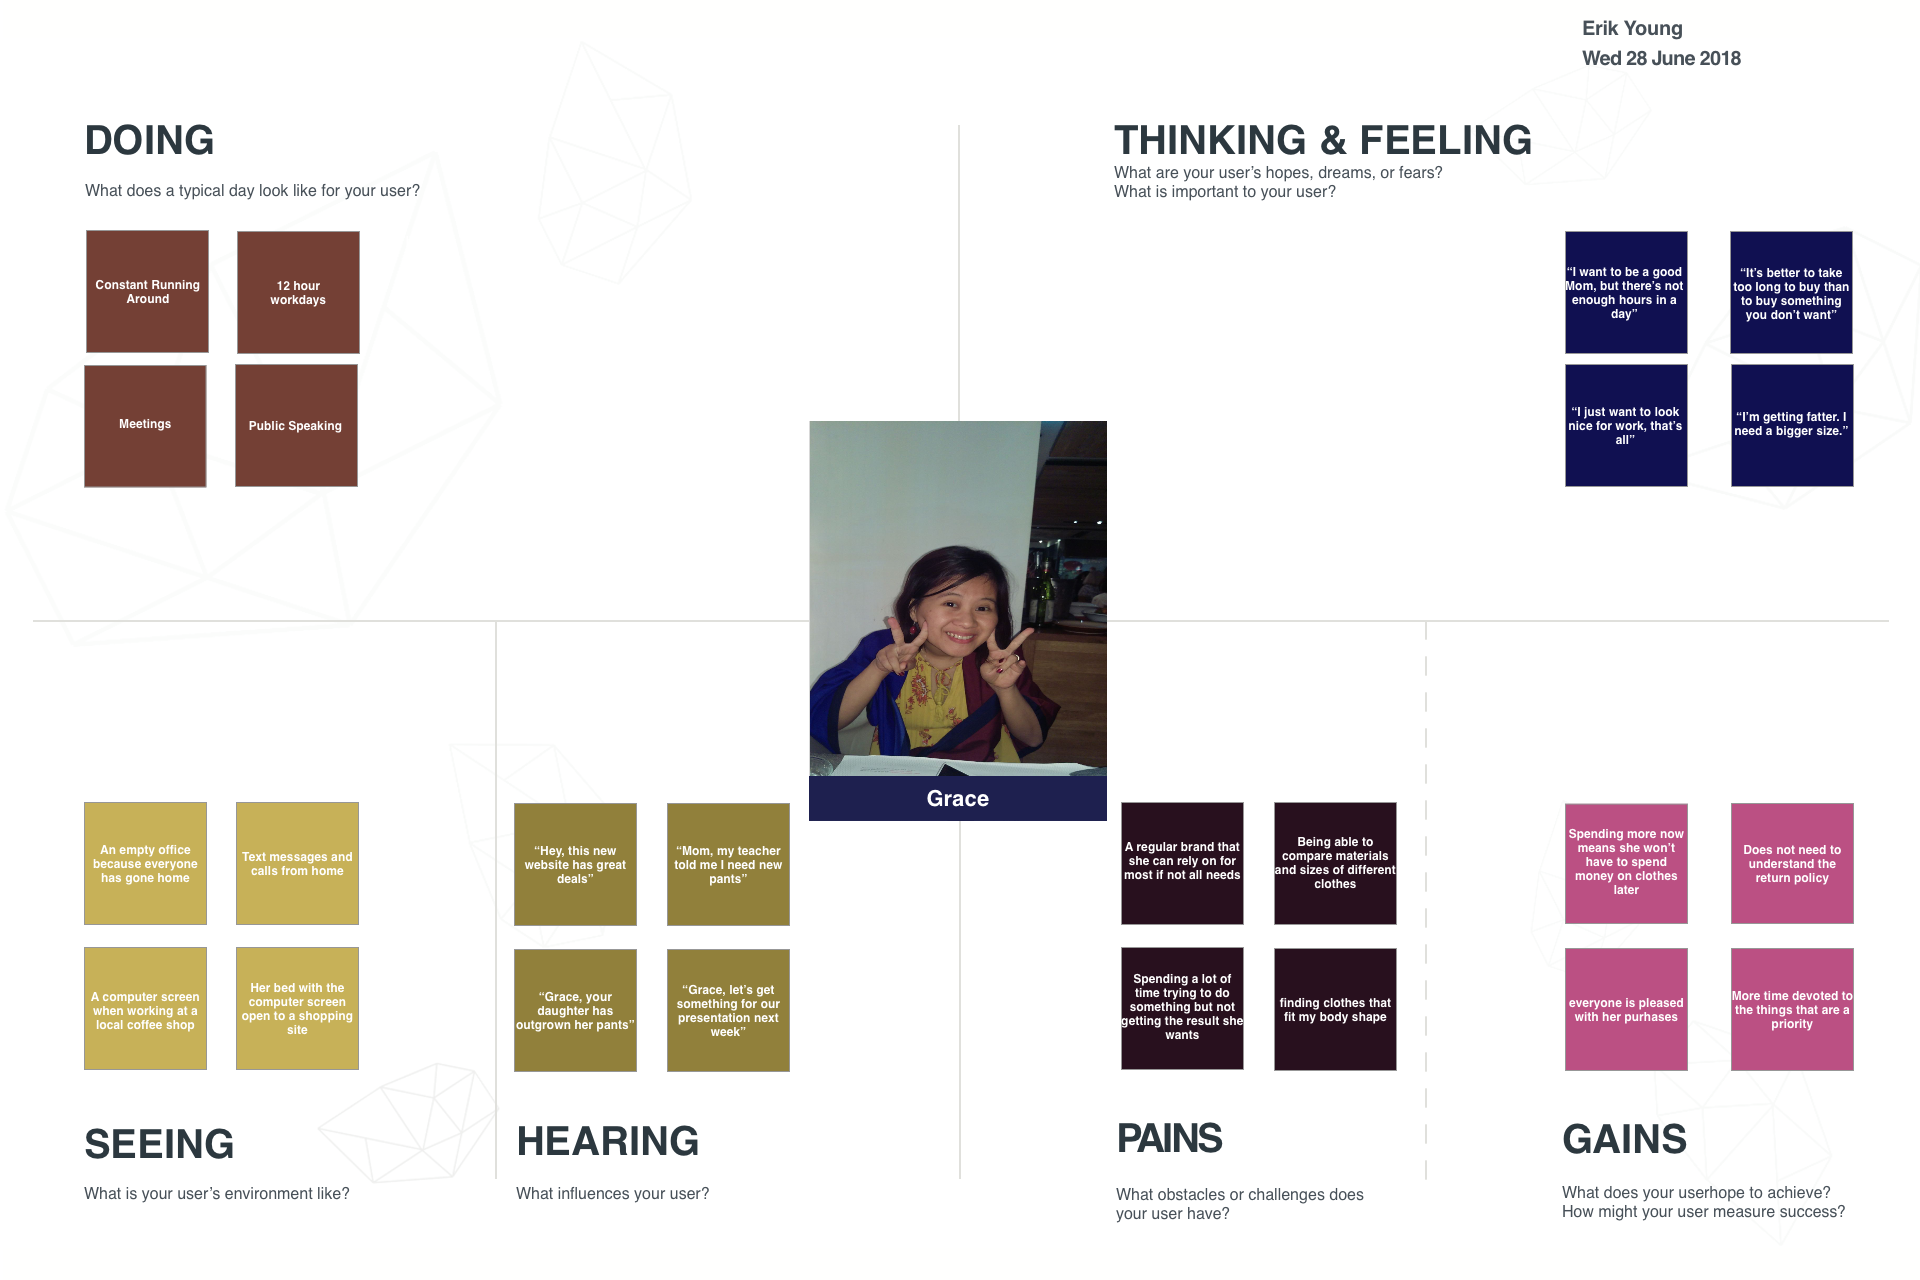 Erik Young
Wed 28 June 2018
DOING
What does a typical day look like for your user?
Constant Running
Around
12 hour
workdays
Meetings
Public Speaking
THINKING & FEELING
What are your user’s hopes, dreams, or fears?
What is important to your user?
“I want to be a good
Mom, but there’s not
enough hours in a
day”
“It’s better to take
too long to buy than
to buy something
you don’t want”
“I just want to look
nice for work, that’s
all”
“I’m getting fatter. I
need a bigger size.”
Grace
An empty office
because everyone
has gone home
Text messages and
calls from home
A computer screen
when working at a
local coffee shop
Her bed with the
computer screen
open to a shopping
site
SEEING
What is your user’s environment like?
“Hey, this new
website has great
deals”
“Mom, my teacher
told me I need new
pants”
“Grace, your
daughter has
outgrown her pants”
“Grace, let’s get
something for our
presentation next
week”
HEARING
What influences your user?
A regular brand that
she can rely on for
most if not all needs
Being able to
compare materials
and sizes of different
clothes
Spending a lot of
time trying to do
something but not
getting the result she
wants
finding clothes that
fit my body shape
PAINS
What obstacles or challenges does
your user have?
Spending more now
means she won’t
have to spend
money on clothes
later
Does not need to
understand the
return policy
everyone is pleased
with her purhases
More time devoted to
the things that are a
priority
GAINS
What does your userhope to achieve?
How might your user measure success?